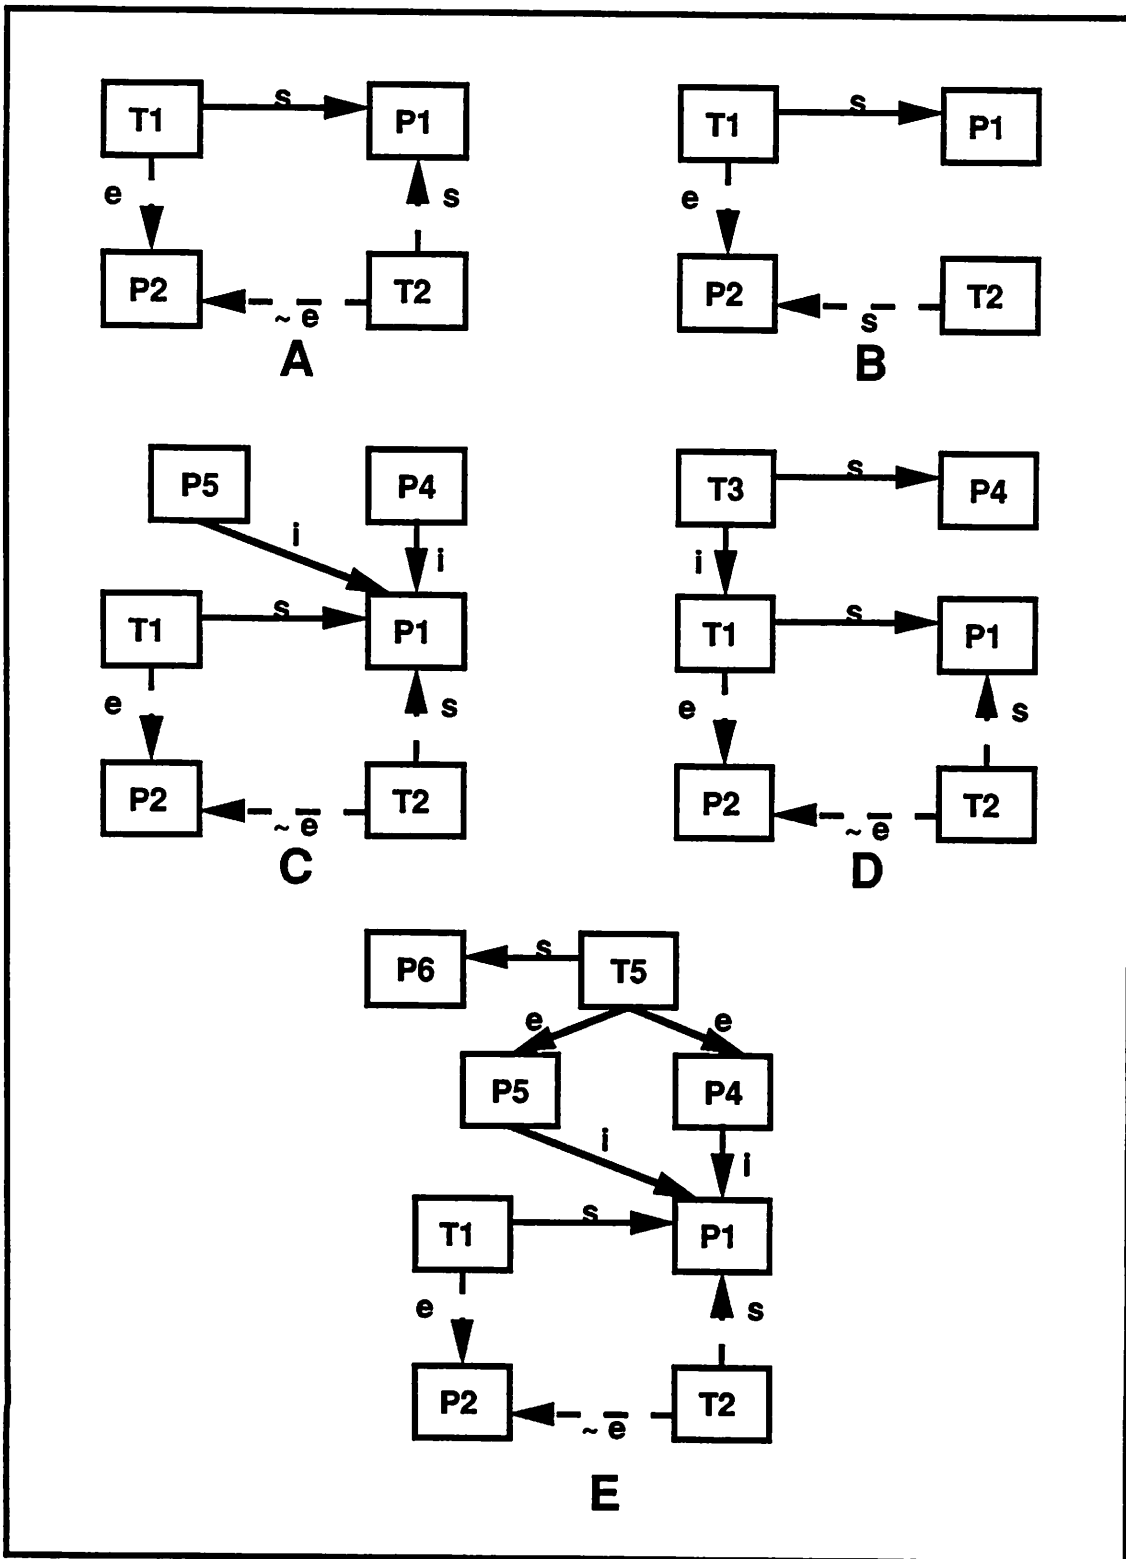 T1 s P1 T1 s P1
e s e
P2 ~ e T2 P2 s T2
A B
P5 P4 T3 s P4
i i i
T1 s P1 T1 s P1
e s e s
P2 ~ e T2 P2 ~ e T2
C D
P6 s T5
e e
P5 P4
i i
T1 s P1
e s
P2 ~ e T2
E